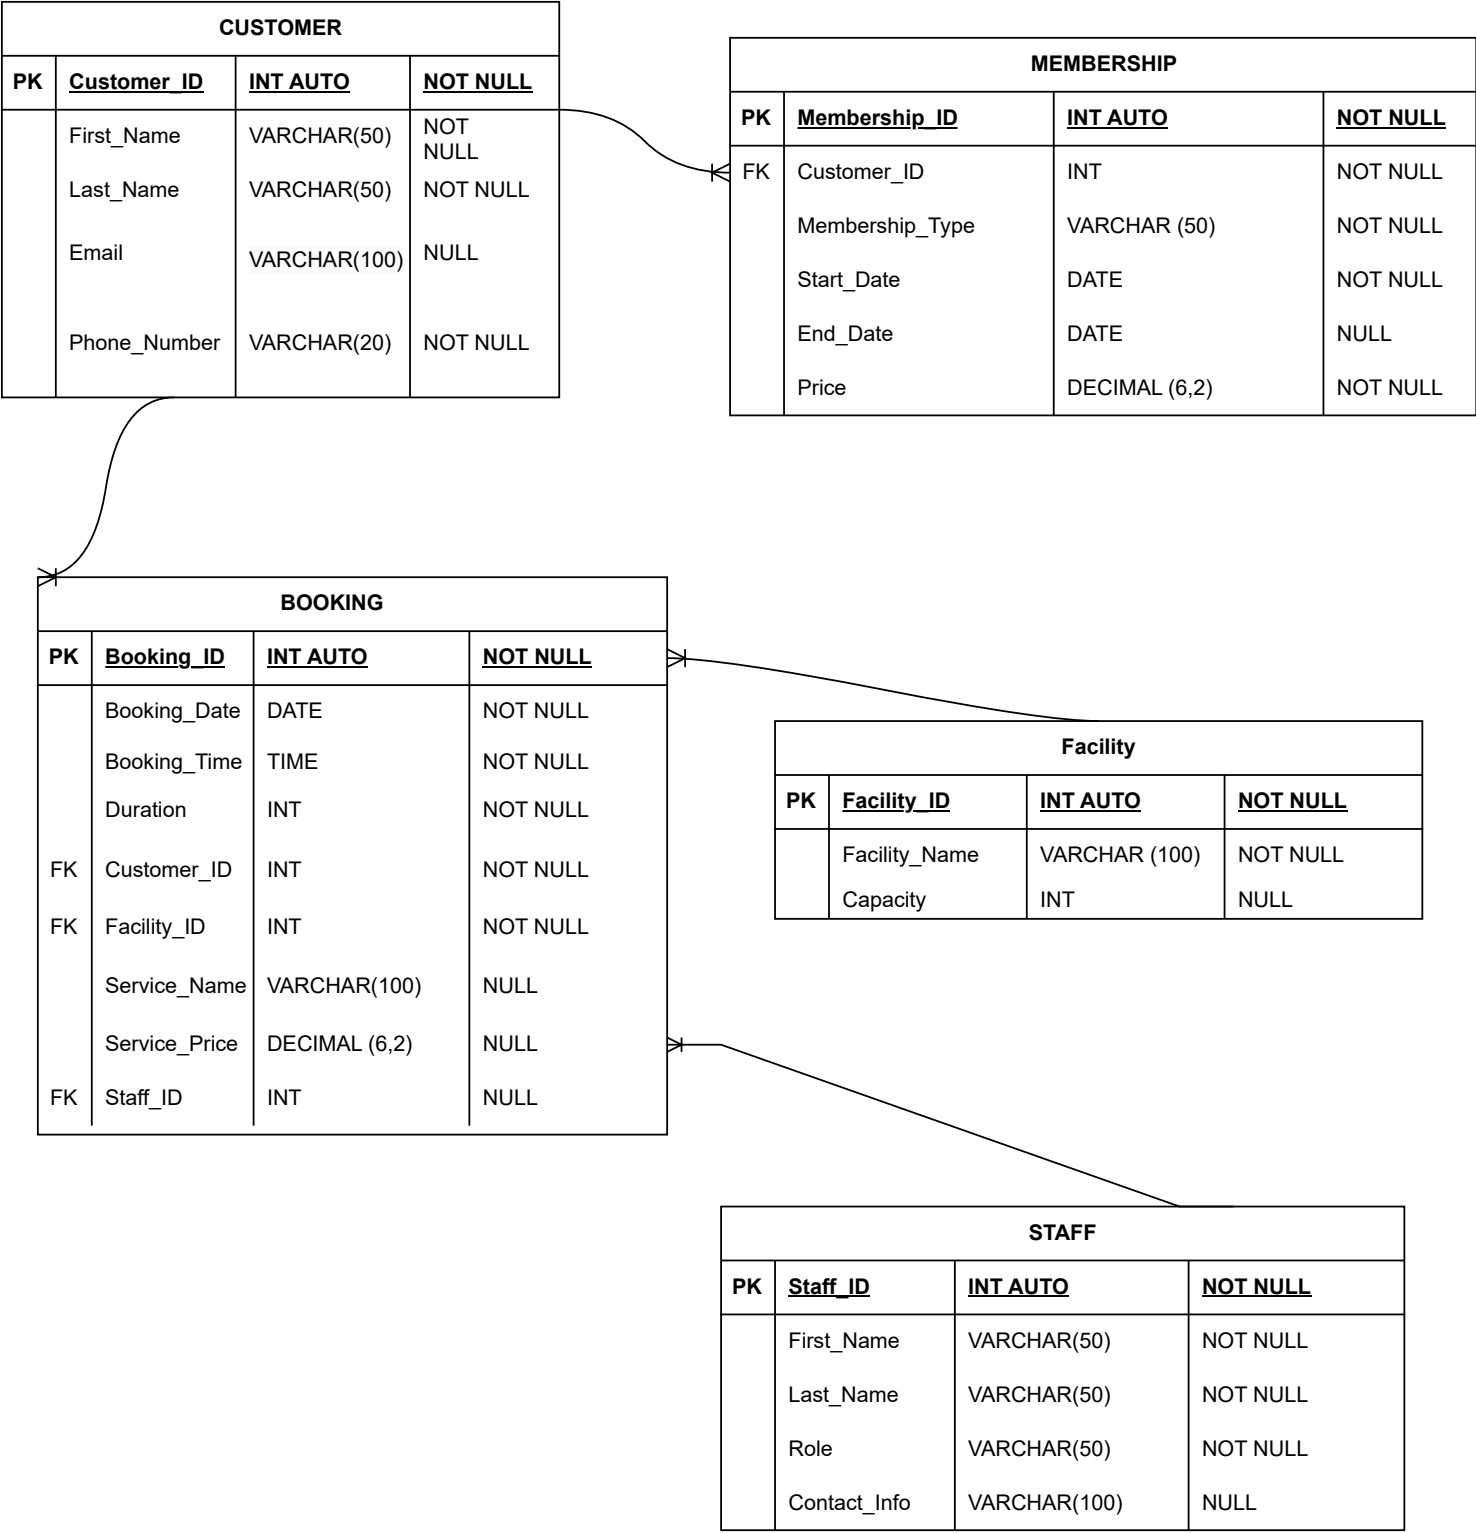 CUSTOMER
PK Customer_ID INT AUTO NOT NULL
First_Name VARCHAR(50) NOT
NULL
Last_Name VARCHAR(50) NOT NULL
Email VARCHAR(100) NULL
Phone_Number VARCHAR(20) NOT NULL
MEMBERSHIP
PK Membership_ID INT AUTO NOT NULL
FK Customer_ID INT NOT NULL
Membership_Type VARCHAR (50) NOT NULL
Start_Date DATE NOT NULL
End_Date DATE NULL
Price DECIMAL (6,2) NOT NULL
BOOKING
PK Booking_ID INT AUTO NOT NULL
Booking_Date DATE NOT NULL
Booking_Time TIME NOT NULL
Duration INT NOT NULL
FK Customer_ID INT NOT NULL
FK Facility_ID INT NOT NULL
Service_Name VARCHAR(100) NULL
Service_Price DECIMAL (6,2) NULL
FK Staff_ID INT NULL
Facility
PK Facility_ID INT AUTO NOT NULL
Facility_Name VARCHAR (100) NOT NULL
Capacity INT NULL
STAFF
PK Staff_ID INT AUTO NOT NULL
First_Name VARCHAR(50) NOT NULL
Last_Name VARCHAR(50) NOT NULL
Role VARCHAR(50) NOT NULL
Contact_Info VARCHAR(100) NULL